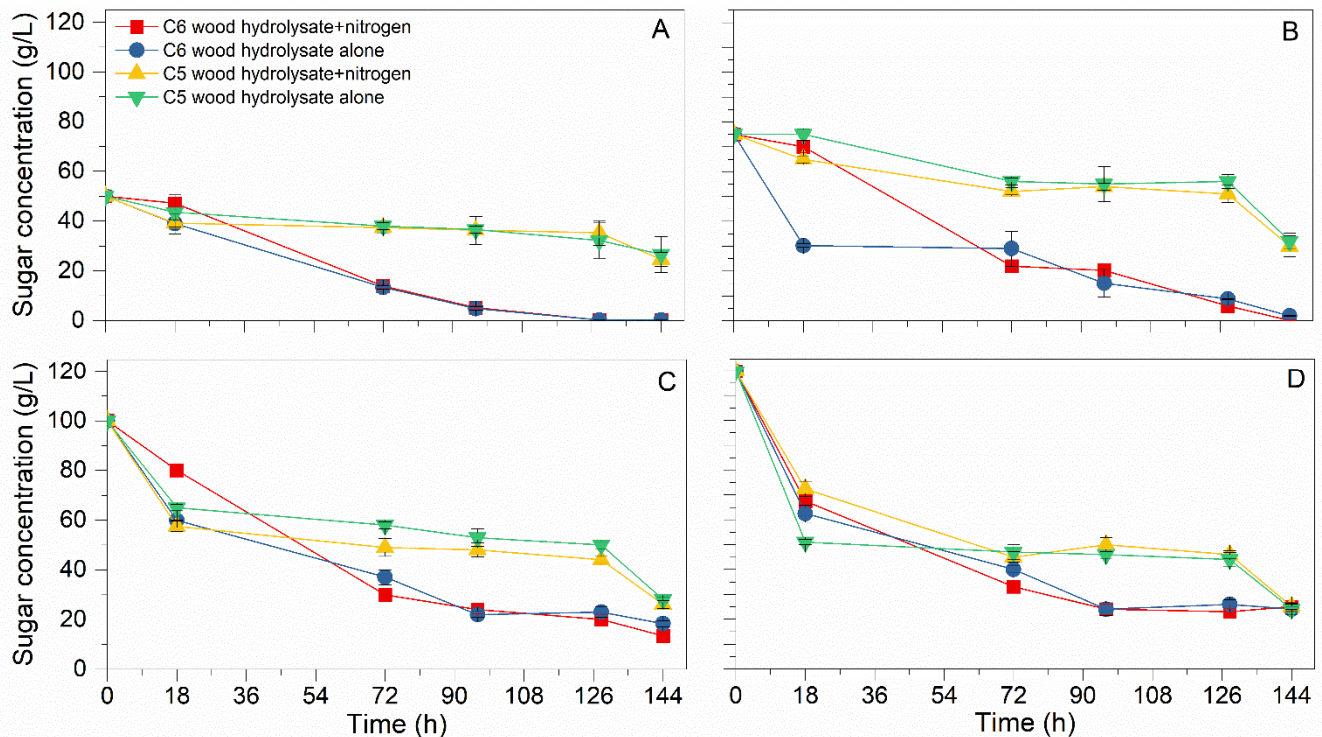 120
100
80
60
40
20
0
Sugar concentration (g/L)
C6 wood hydrolysate+nitrogen
C6 wood hydrolysate alone
C5 wood hydrolysate+nitrogen
C5 wood hydrolysate alone
A
B
120
100
80
60
40
20
0
Sugar concentration (g/L)
C
D
0 18 36 54 72 90 108 126 144
Time (h)
0 18 36 54 72 90 108 126 144
Time (h)